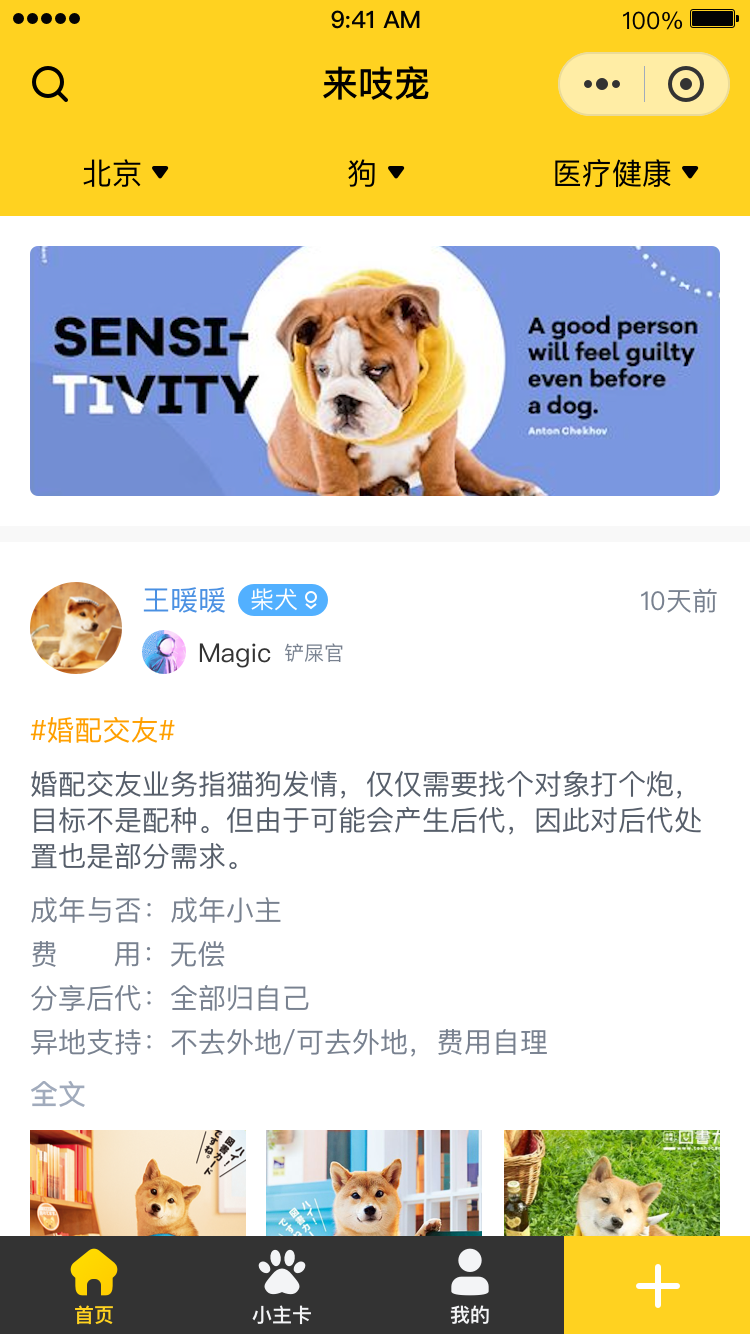 9:41 AM
100%
来吱宠
北京
狗
医疗健康
SENSI-
TIVITY
A good person
will feel guilty
even before
a dog.
Anton Chekhov
王暖暖
柴犬
10天前
Magic
铲屎官
#婚配交友#
婚配交友业务指猫狗发情，仅仅需要找个对象打个炮，
目标不是配种。但由于可能会产生后代，因此对后代处
置也是部分需求。
成年与否：成年小主
费 用：无偿
分享后代：全部归自己
异地支持：不去外地/可去外地，费用自理
全文
首页
小主卡
我的